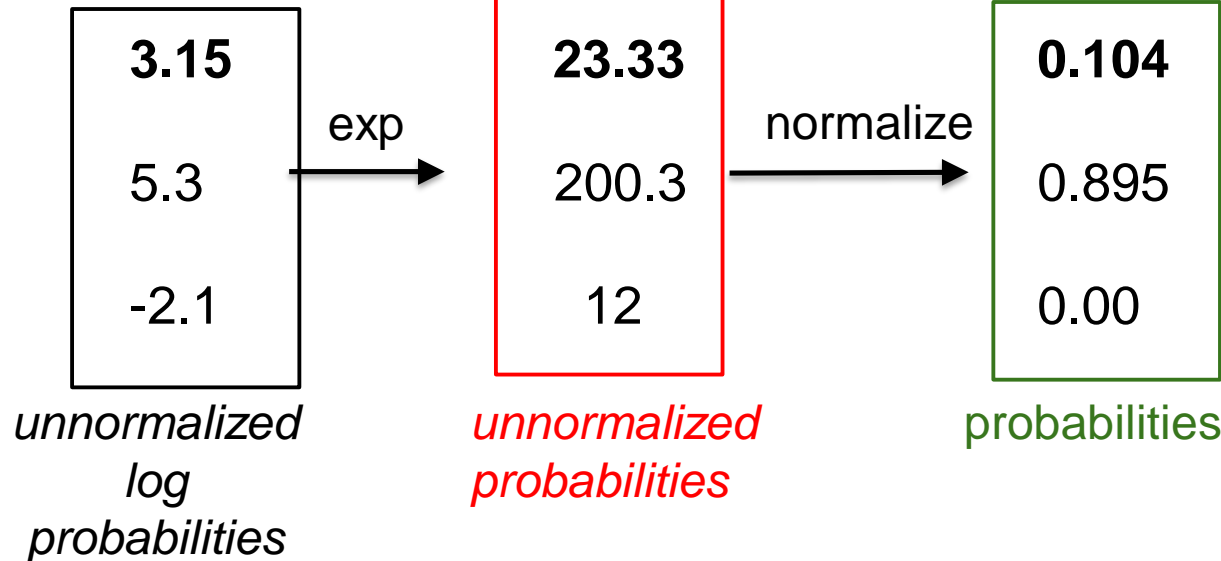 3.15
5.3
-2.1
exp
23.33
200.3
12
normalize
0.104
0.895
0.00
unnormalized
log
probabilities
unnormalized
probabilities
probabilities